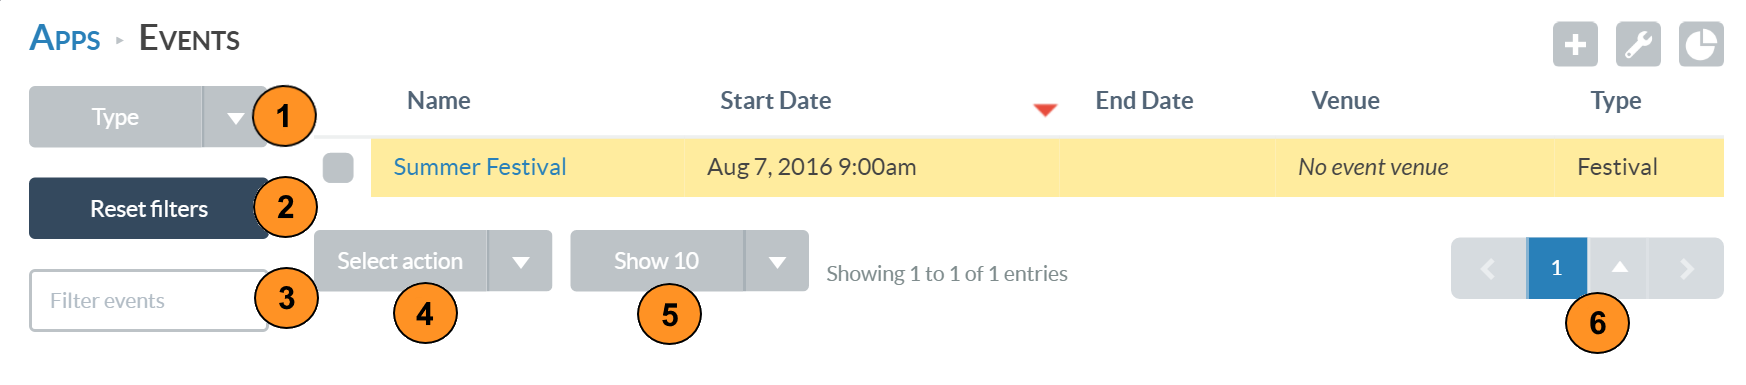 Apps ▸ Events
Type
1
Reset filters
2
Filter events
3
Name Start Date End Date Venue Type
Summer Festival Aug 7, 2016 9:00am No event venue Festival
Select action Show 10 Showing 1 to 1 of 1 entries 1
4 5 6